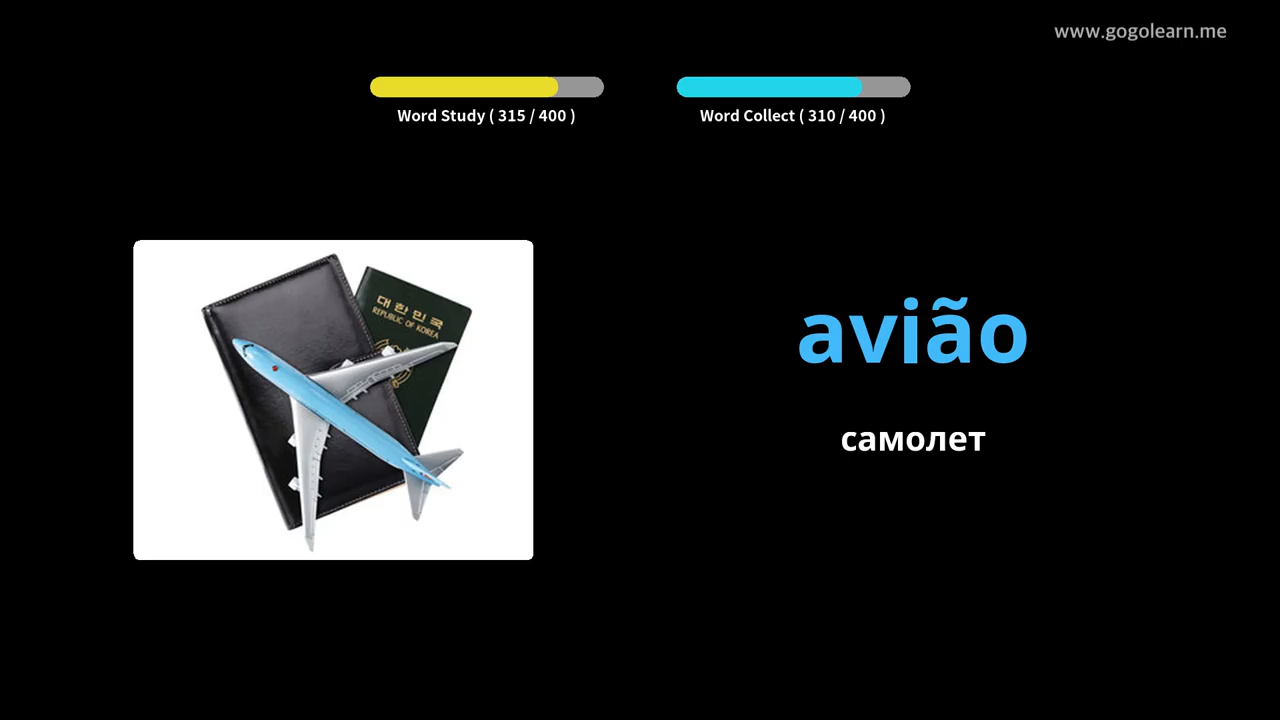 www.gogolearn.me
Word Study ( 315 / 400 )
Word Collect ( 310 / 400 )
대한민국
REPUBLIC OF KOREA
avião
самолет